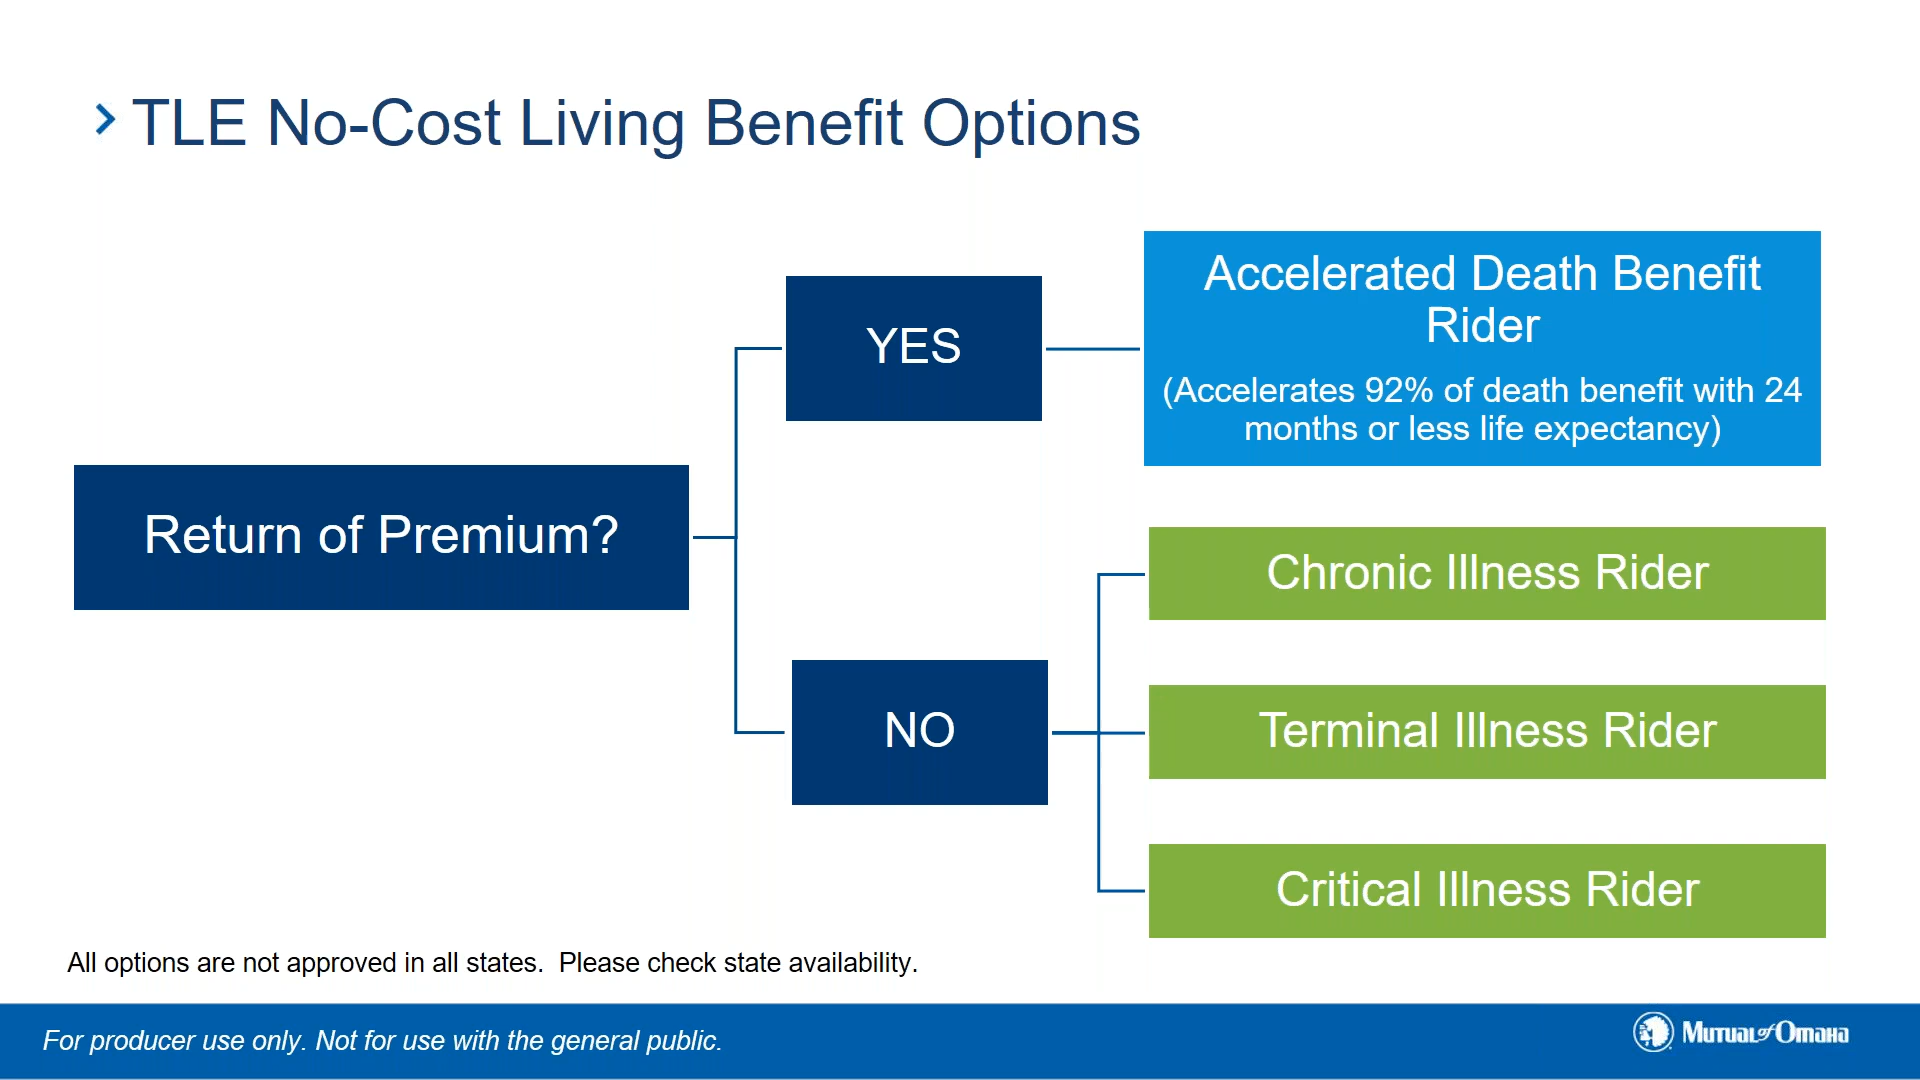 TLE No-Cost Living Benefit Options
Accelerated Death Benefit
Rider
(Accelerates 92% of death benefit with 24
months or less life expectancy)
YES
Return of Premium?
Chronic Illness Rider
NO
Terminal Illness Rider
Critical Illness Rider
All options are not approved in all states.  Please check state availability.
For producer use only. Not for use with the general public.
Mutual of Omaha